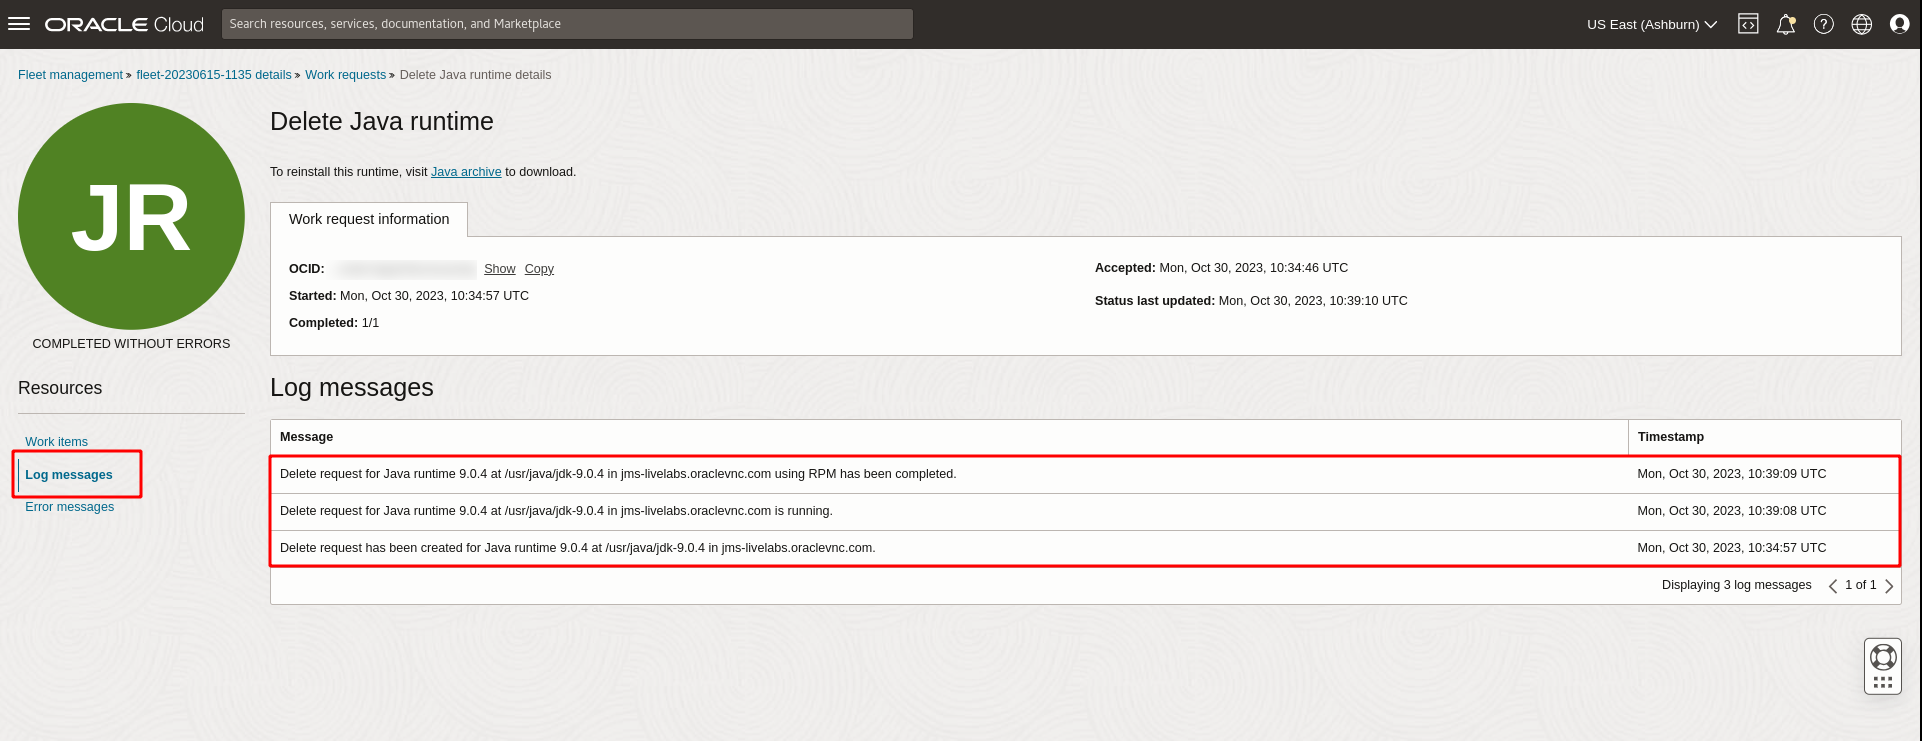 ORACLE Cloud
Search resources, services, documentation, and Marketplace
US East (Ashburn)
Fleet management » fleet-20230615-1135 details » Work requests » Delete Java runtime details
JR
COMPLETED WITHOUT ERRORS
Resources
Work items
Log messages
Error messages
Delete Java runtime
To reinstall this runtime, visit Java archive to download.
Work request information
OCID: Show Copy
Started: Mon, Oct 30, 2023, 10:34:57 UTC
Completed: 1/1
Accepted: Mon, Oct 30, 2023, 10:34:46 UTC
Status last updated: Mon, Oct 30, 2023, 10:39:10 UTC
Log messages
Message Timestamp
Delete request for Java runtime 9.0.4 at /usr/java/jdk-9.0.4 in jms-livelabs.oraclevnc.com using RPM has been completed. Mon, Oct 30, 2023, 10:39:09 UTC
Delete request for Java runtime 9.0.4 at /usr/java/jdk-9.0.4 in jms-livelabs.oraclevnc.com is running. Mon, Oct 30, 2023, 10:39:08 UTC
Delete request has been created for Java runtime 9.0.4 at /usr/java/jdk-9.0.4 in jms-livelabs.oraclevnc.com. Mon, Oct 30, 2023, 10:34:57 UTC
Displaying 3 log messages 1 of 1